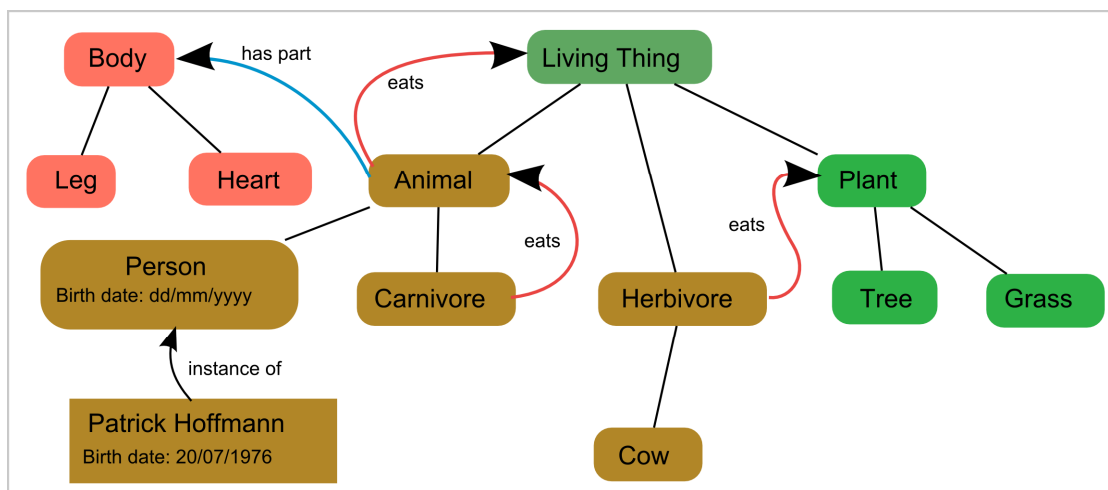 Body
has part
Living Thing
eats
Leg
Heart
Animal
Plant
eats
eats
Person
Birth date: dd/mm/yyyy
Carnivore
Herbivore
Tree
Grass
instance of
Patrick Hoffmann
Birth date: 20/07/1976
Cow